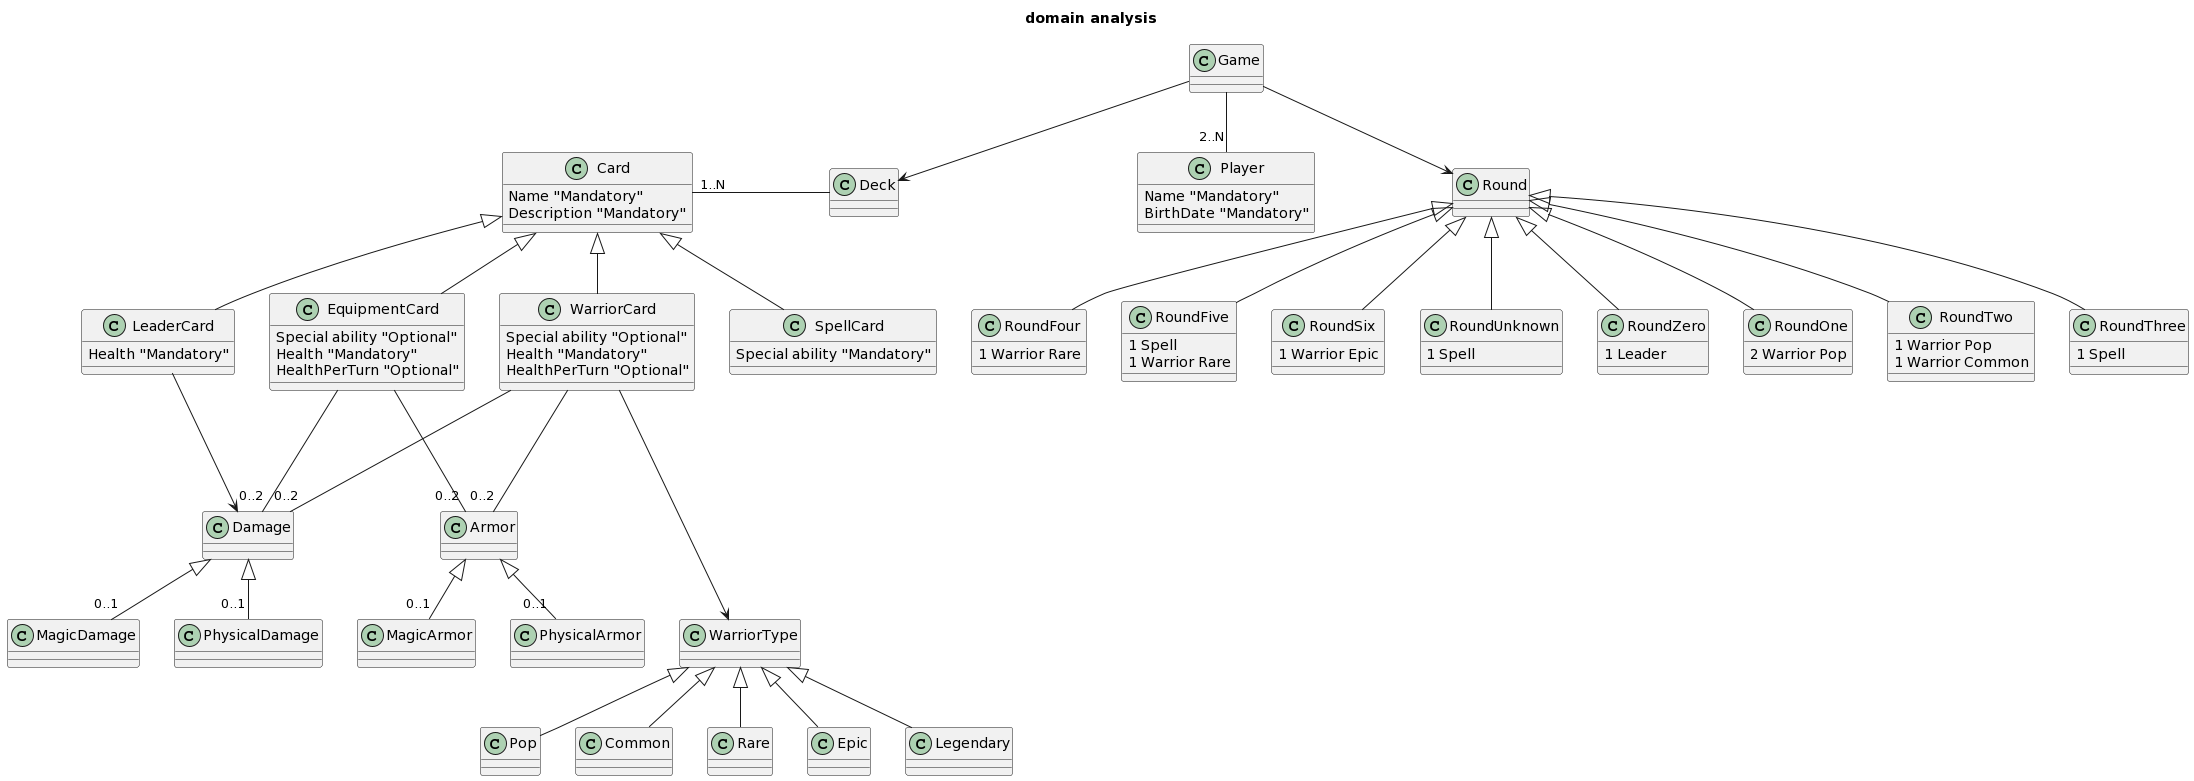 domain analysis
C Game
2..N
C Card
Name "Mandatory"
Description "Mandatory"
1..N
C Deck
C Player
Name "Mandatory"
BirthDate "Mandatory"
C Round
C LeaderCard
Health "Mandatory"
C EquipmentCard
Special ability "Optional"
Health "Mandatory"
HealthPerTurn "Optional"
C WarriorCard
Special ability "Optional"
Health "Mandatory"
HealthPerTurn "Optional"
C SpellCard
Special ability "Mandatory"
C RoundFour
1 Warrior Rare
C RoundFive
1 Spell
1 Warrior Rare
C RoundSix
1 Warrior Epic
C RoundUnknown
1 Spell
C RoundZero
1 Leader
C RoundOne
2 Warrior Pop
C RoundTwo
1 Warrior Pop
1 Warrior Common
C RoundThree
1 Spell
0..2
0..2
0..2
0..2
C Damage
C Armor
0..1
0..1
0..1
0..1
C MagicDamage
C PhysicalDamage
C MagicArmor
C PhysicalArmor
C WarriorType
C Pop
C Common
C Rare
C Epic
C Legendary